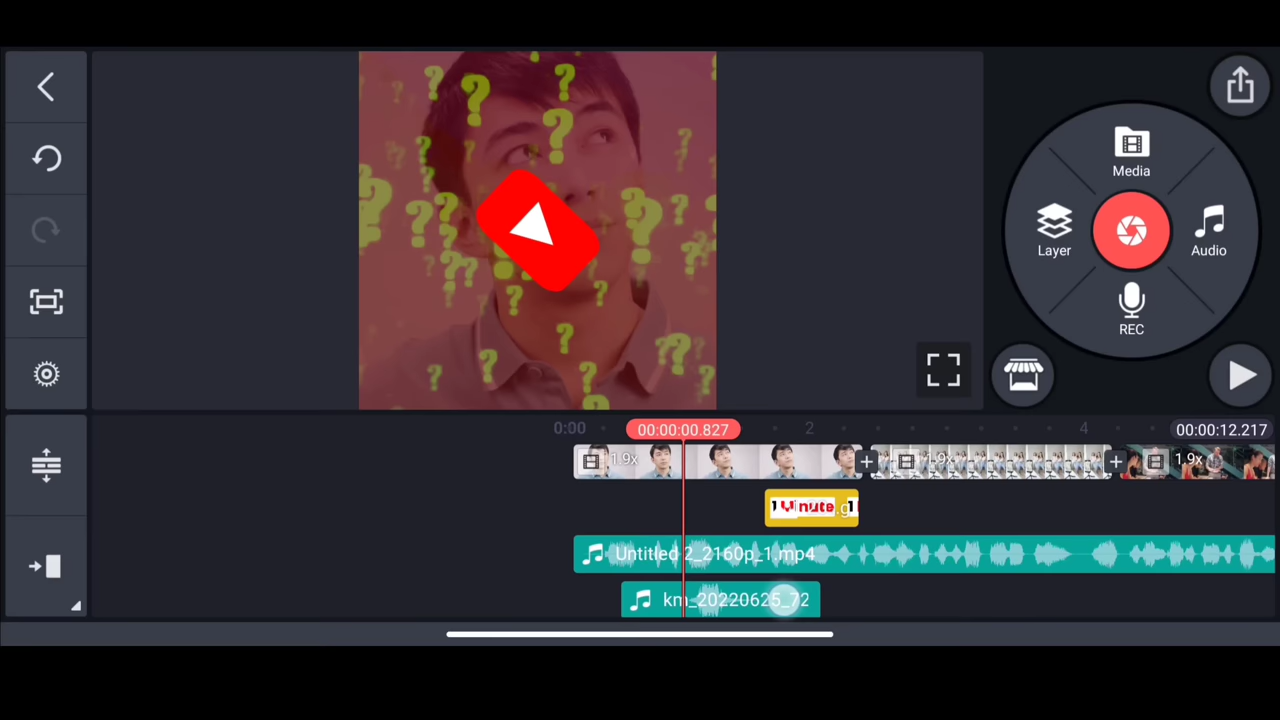 Media
Layer
Audio
REC
0:00
00:00:00.827
2
4
00:00:12.217
1.9x
1.9x
1.9x
Untitled 2_2160p_1.mp4
km_20220625_72